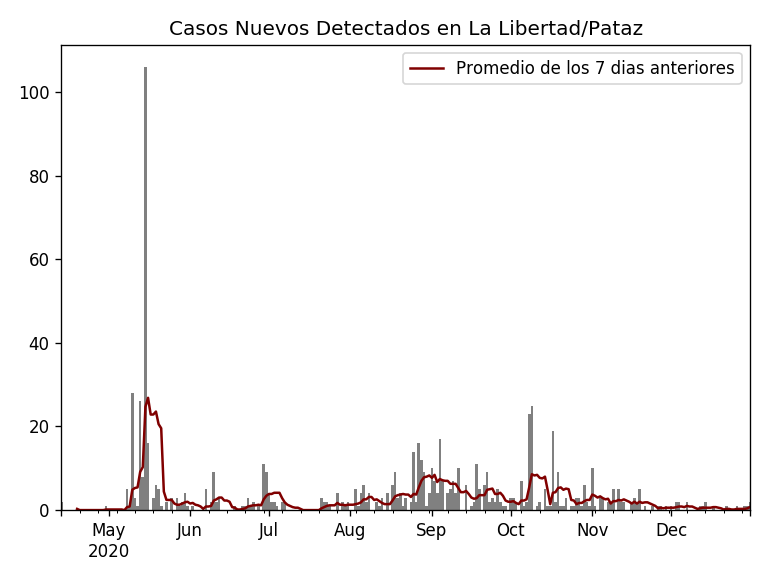 Casos Nuevos Detectados en La Libertad/Pataz
Promedio de los 7 dias anteriores
100
80
60
40
20
0
May Jun Jul Aug Sep Oct Nov Dec
2020